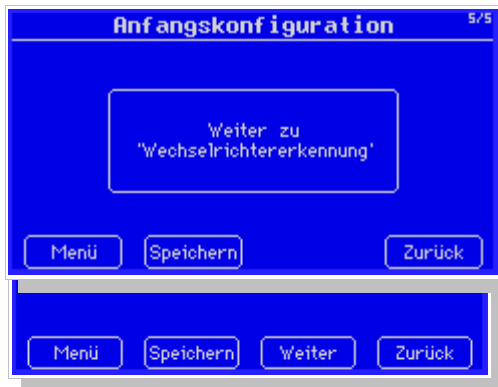 Anfangskonfiguration 5/5
Weiter zu
'Wechselrichtererkennung'
Menü Speichern Zurück
Menü Speichern Weiter Zurück